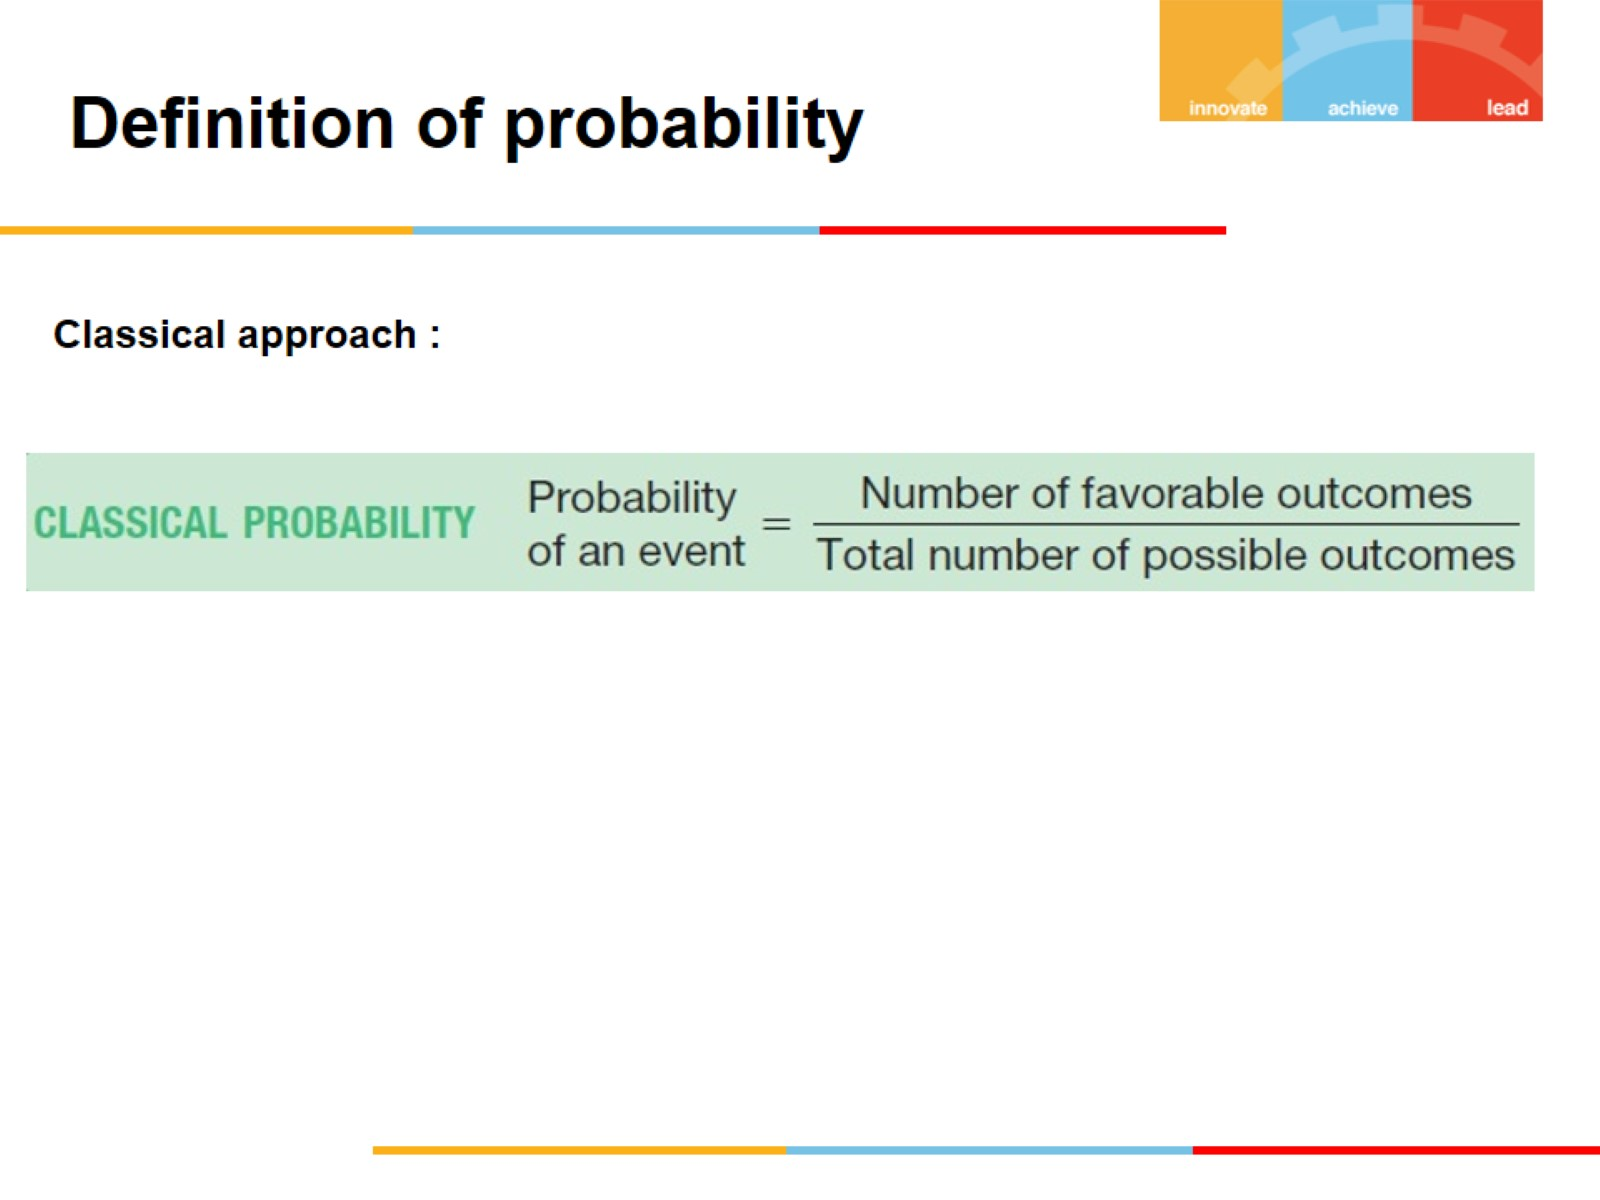 innovate achieve lead
Definition of probability
Classical approach :
CLASSICAL PROBABILITY
Probability
of an event
=
Number of favorable outcomes
Total number of possible outcomes